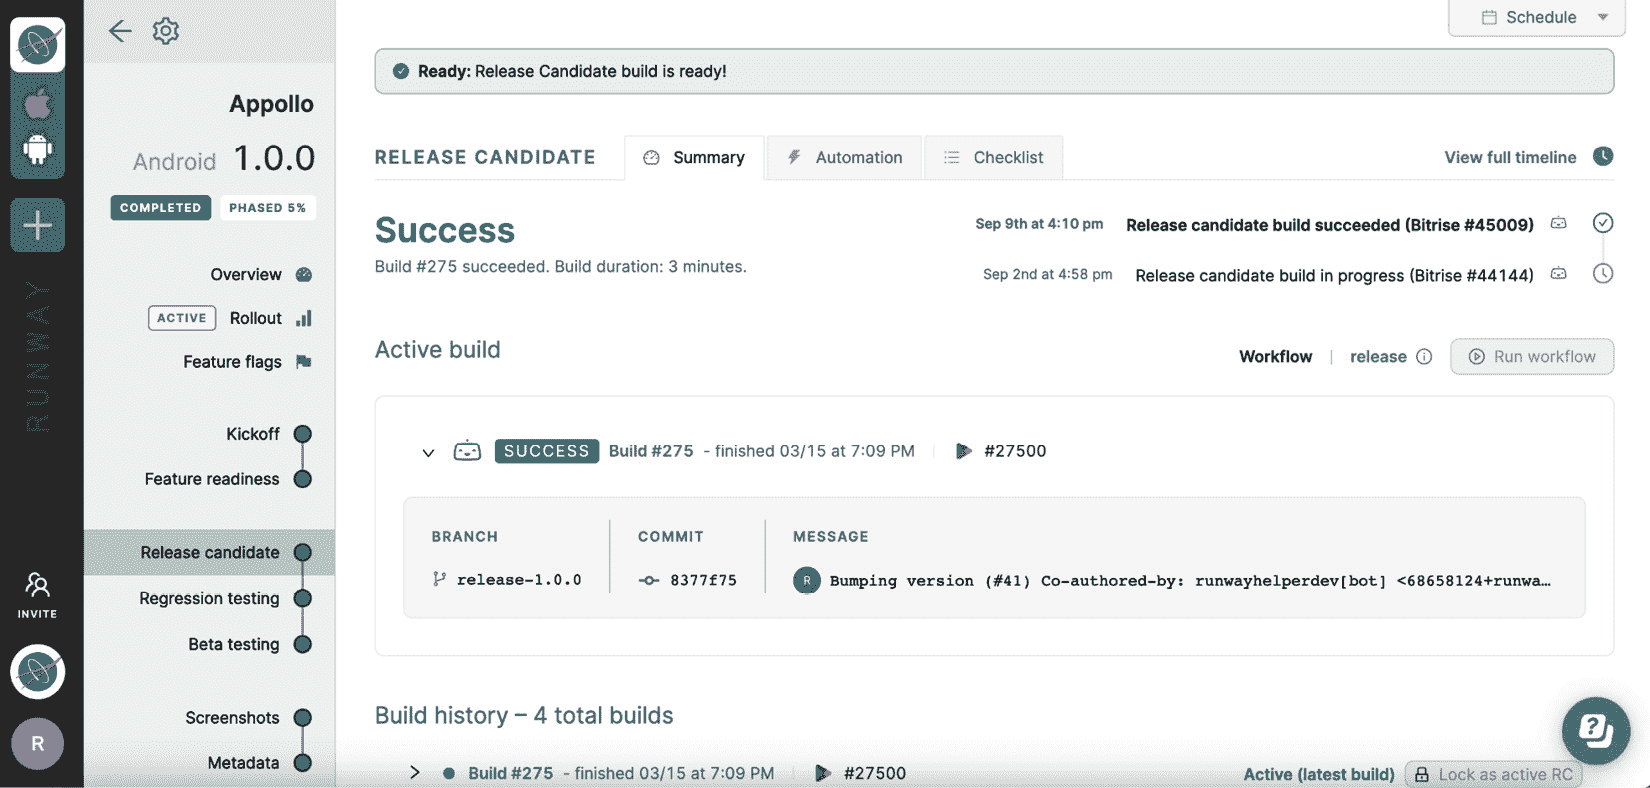 Schedule
Ready: Release Candidate build is ready!
Appollo
Android 1.0.0
COMPLETED PHASED 5%
Overview
ACTIVE Rollout
Feature flags
Kickoff
Feature readiness
Release candidate
Regression testing
Beta testing
Screenshots
Metadata
RUNWAY
INVITE
R
RELEASE CANDIDATE Summary Automation Checklist View full timeline
Success
Build #275 succeeded. Build duration: 3 minutes.
Sep 9th at 4:10 pm Release candidate build succeeded (Bitrise #45009)
Sep 2nd at 4:58 pm Release candidate build in progress (Bitrise #44144)
Active build
Workflow | release Run workflow
SUCCESS Build #275 - finished 03/15 at 7:09 PM #27500
BRANCH COMMIT MESSAGE
release-1.0.0 8377f75 R Bumping version (#41) Co-authored-by: runwayhelperdev[bot] <68658124+runwa…
Build history – 4 total builds
Build #275 - finished 03/15 at 7:09 PM #27500 Active (latest build) Lock as active RC